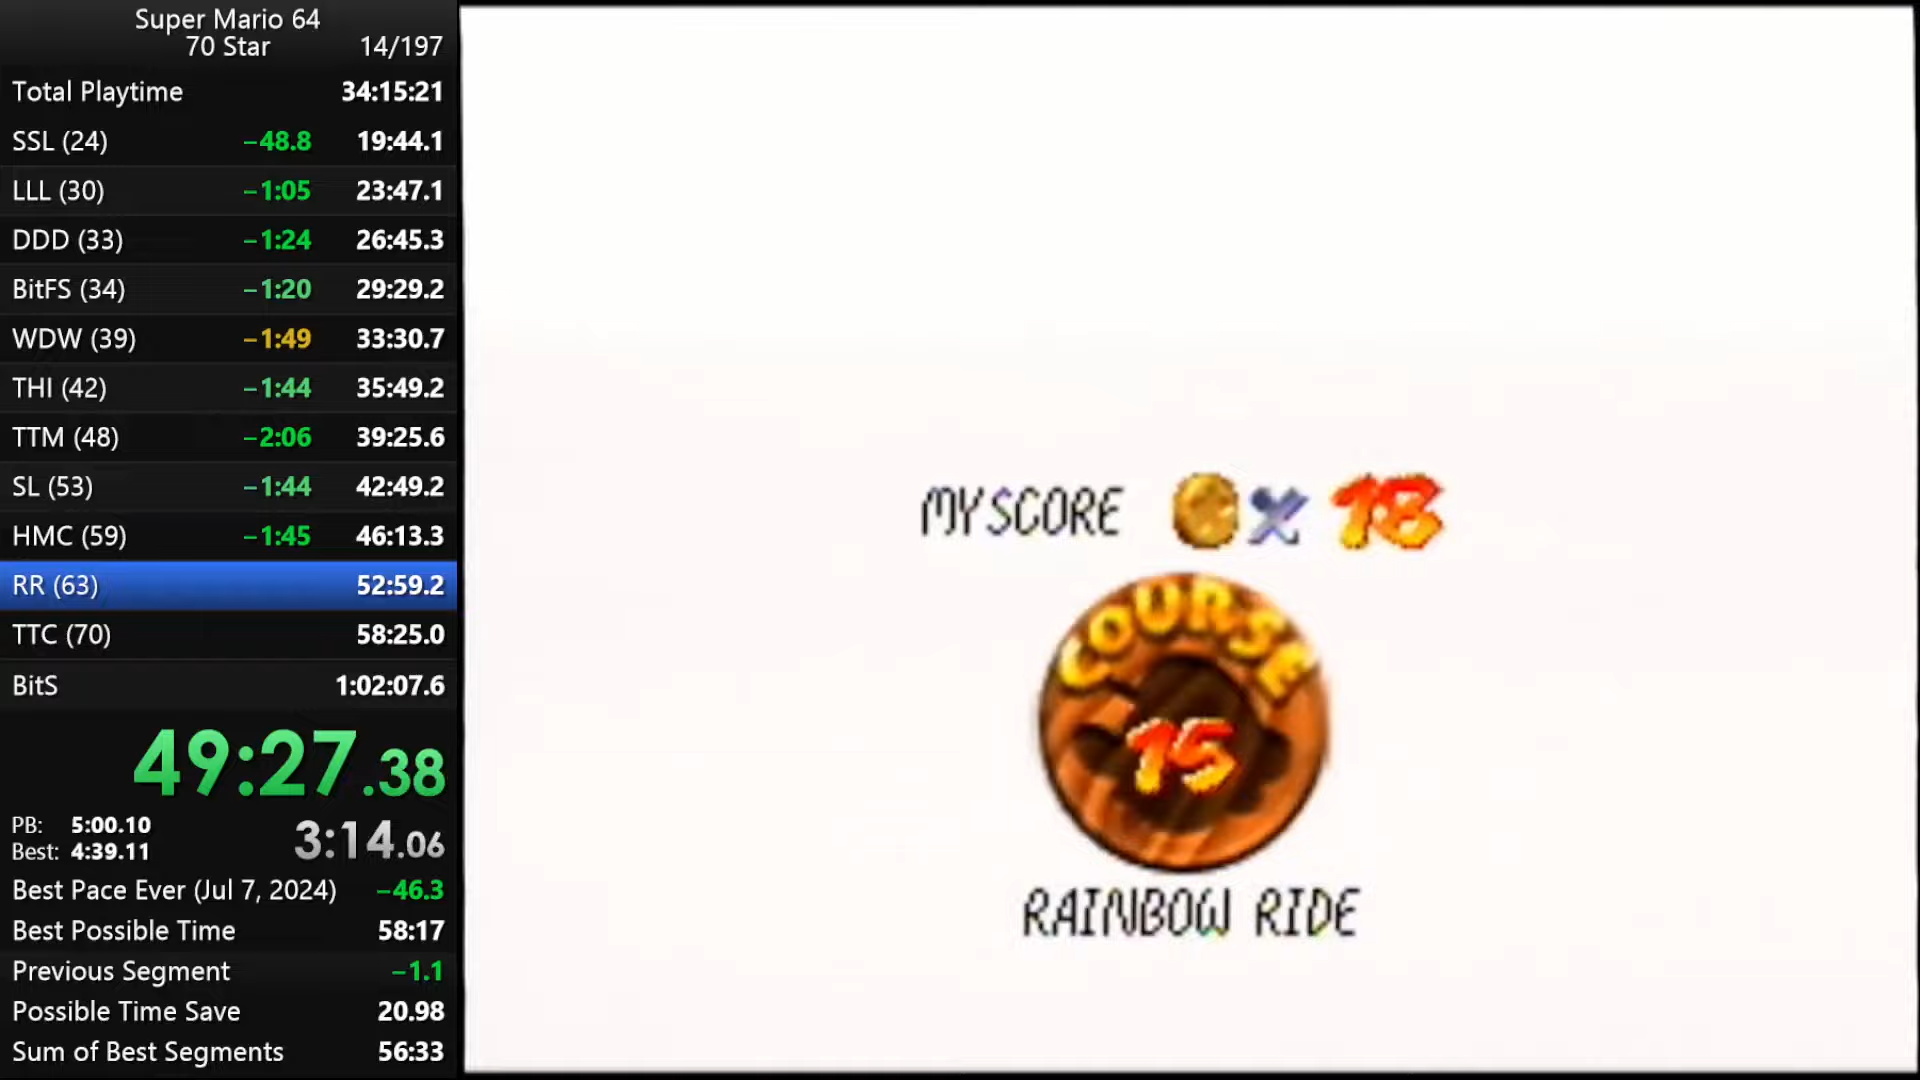 Super Mario 64
70 Star 14/197
Total Playtime 34:15:21
SSL (24) −48.8 19:44.1
LLL (30) −1:05 23:47.1
DDD (33) −1:24 26:45.3
BitFS (34) −1:20 29:29.2
WDW (39) −1:49 33:30.7
THI (42) −1:44 35:49.2
TTM (48) −2:06 39:25.6
SL (53) −1:44 42:49.2
HMC (59) −1:45 46:13.3
RR (63) 52:59.2
TTC (70) 58:25.0
BitS 1:02:07.6
49:27.38
PB: 5:00.10
Best: 4:39.11
3:14.06
Best Pace Ever (Jul 7, 2024) −46.3
Best Possible Time 58:17
Previous Segment −1.1
Possible Time Save 20.98
Sum of Best Segments 56:33
MY SCORE × 18
COURSE
15
RAINBOW RIDE